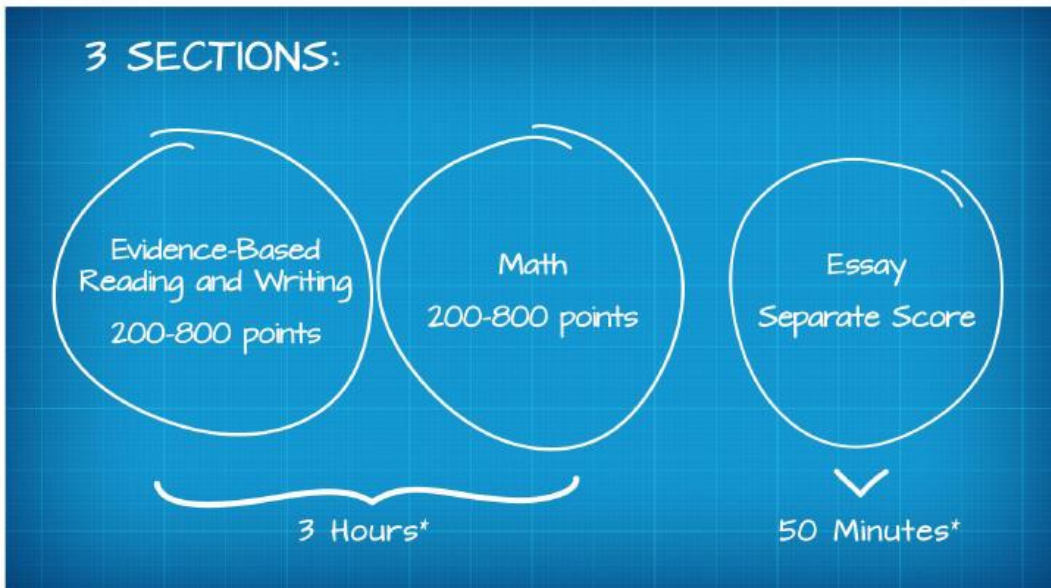 3 SECTIONS:
Evidence-Based
Reading and Writing
200-800 points
Math
200-800 points
Essay
Separate Score
3 Hours*
50 Minutes*